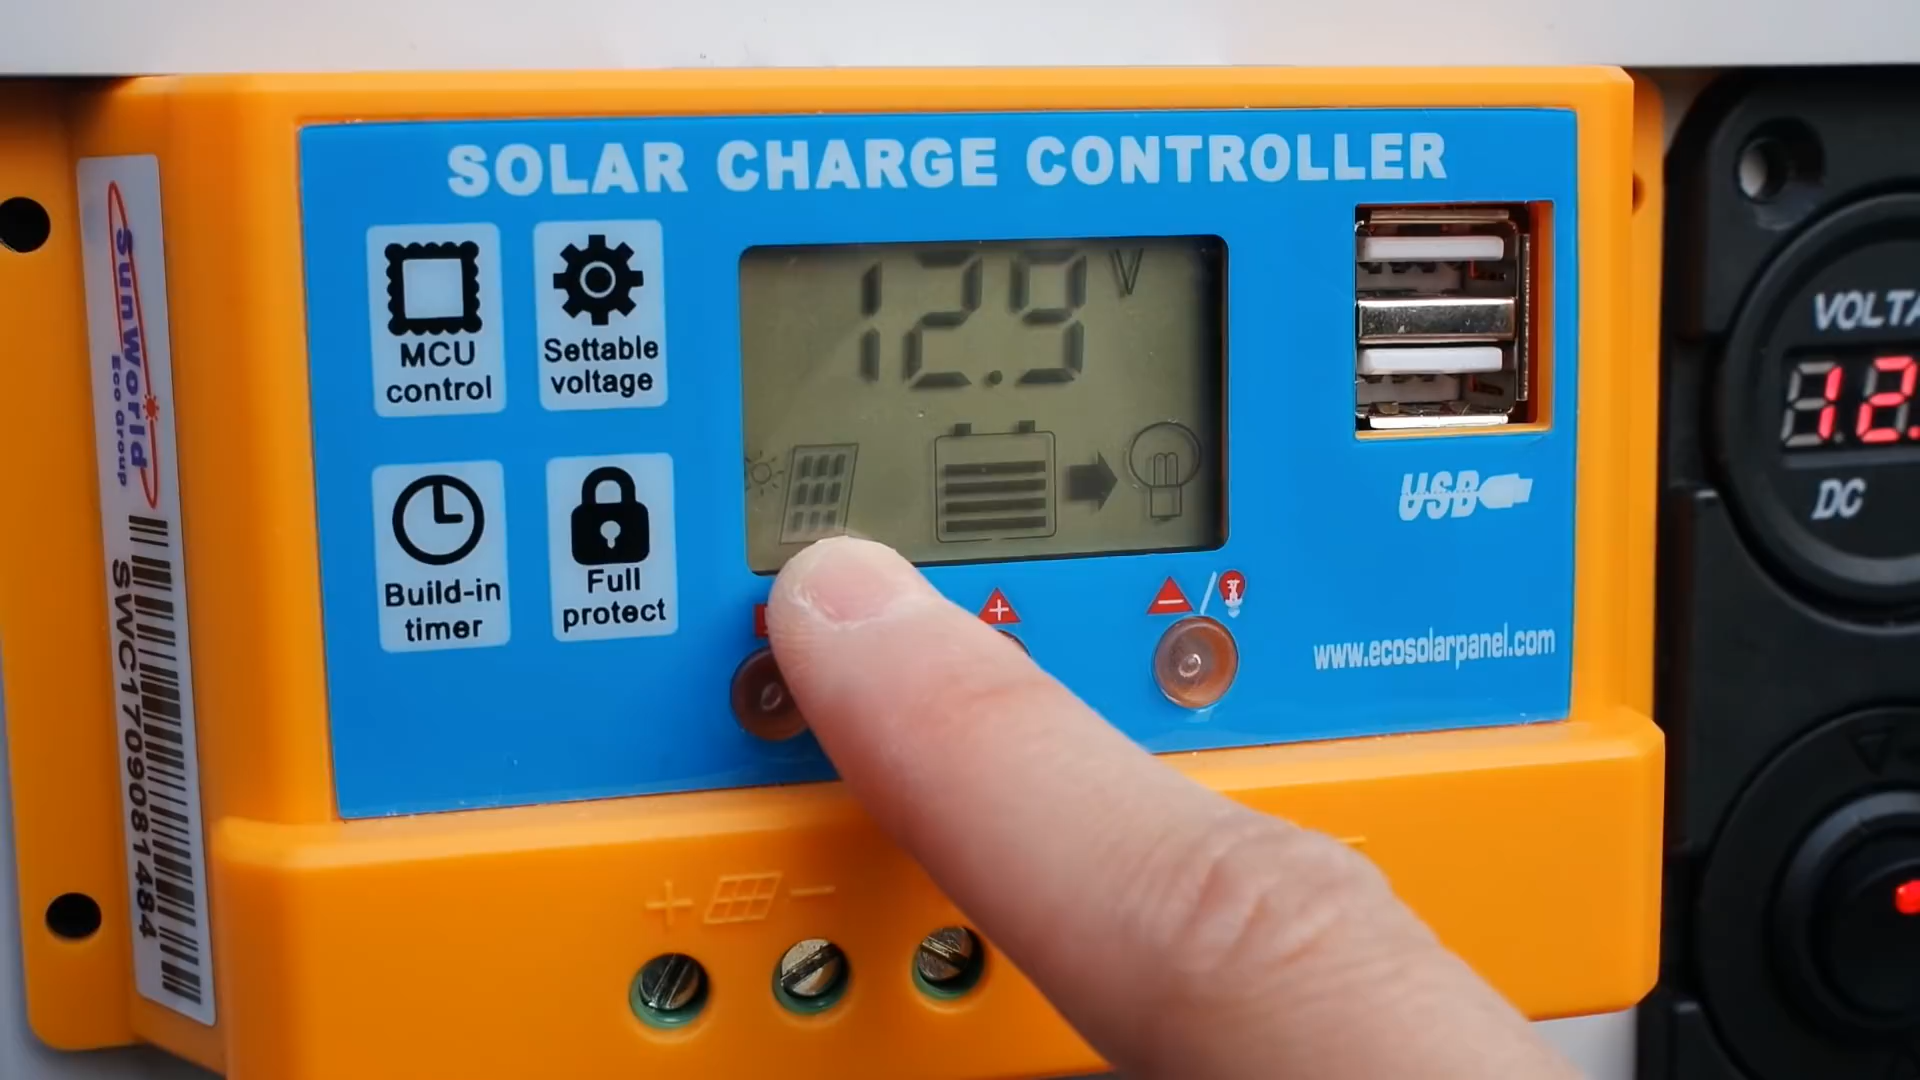 SOLAR CHARGE CONTROLLER
MCU
control
Settable
voltage
Build-in
timer
Full
protect
12.9 V
USB
www.ecosolarpanel.com
SunWorld
Eco Group
SWC1709081484
VOLTA
12.
DC